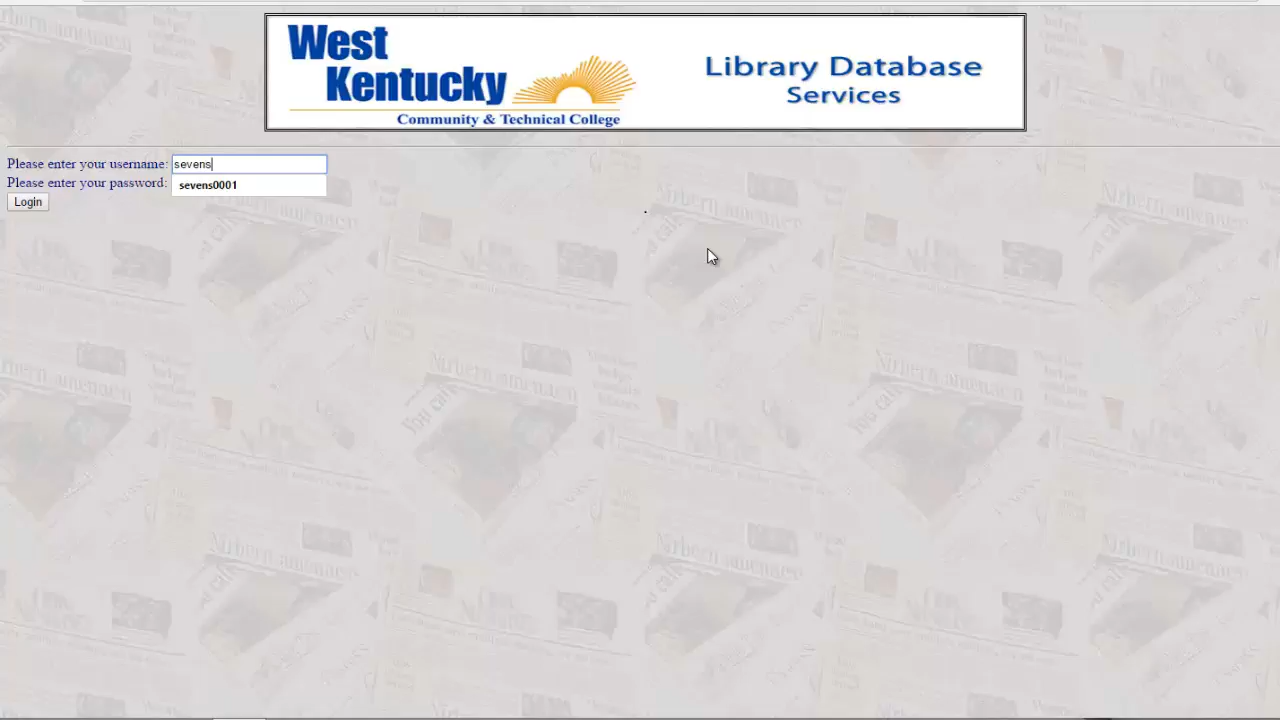 West
Kentucky
Community & Technical College
Library Database
Services
Please enter your username: sevens
Please enter your password: sevens0001
Login